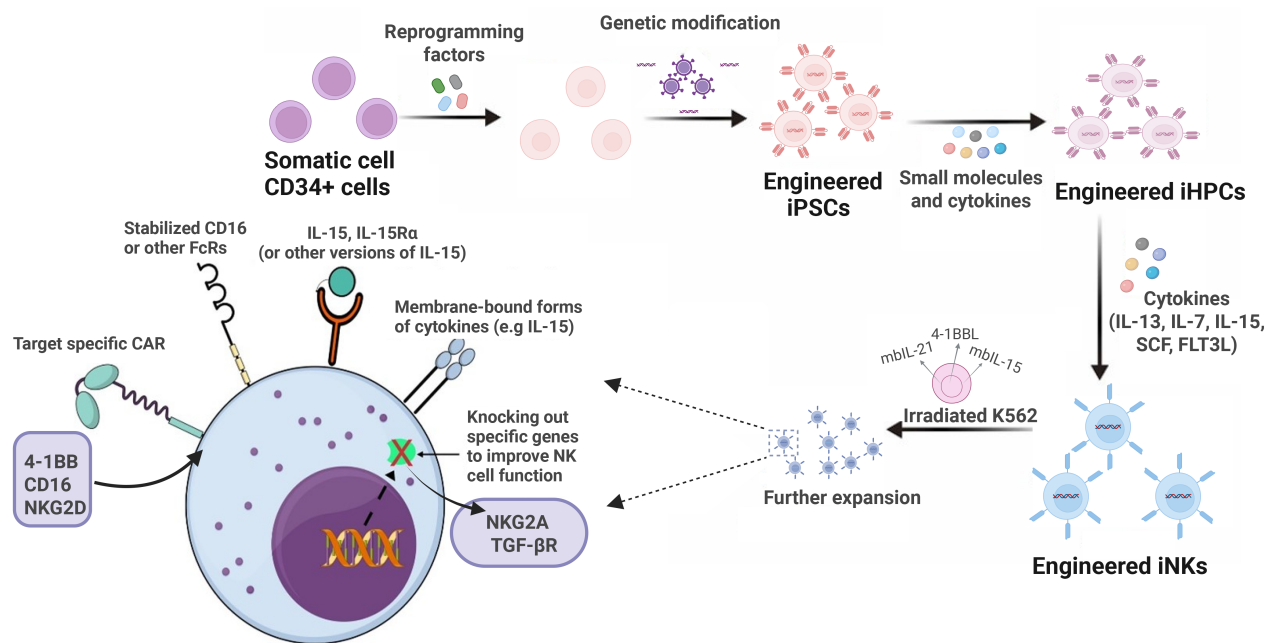 Reprogramming
factors
Genetic modification
Somatic cell
CD34+ cells
Engineered
iPSCs
Small molecules
and cytokines
Engineered iHPCs
Cytokines
(IL-13, IL-7, IL-15,
SCF, FLT3L)
Engineered iNKs
mbIL-21
4-1BBL
mbIL-15
Irradiated K562
Further expansion
Stabilized CD16
or other FcRs
IL-15, IL-15Rα
(or other versions of IL-15)
Membrane-bound forms
of cytokines (e.g IL-15)
Target specific CAR
4-1BB
CD16
NKG2D
Knocking out
specific genes
to improve NK
cell function
X
NKG2A
TGF-βR